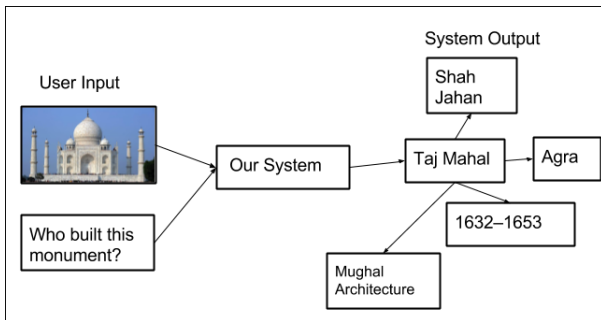 System Output
User Input
Shah
Jahan
Our System
Taj Mahal
Agra
Who built this
monument?
1632–1653
Mughal
Architecture